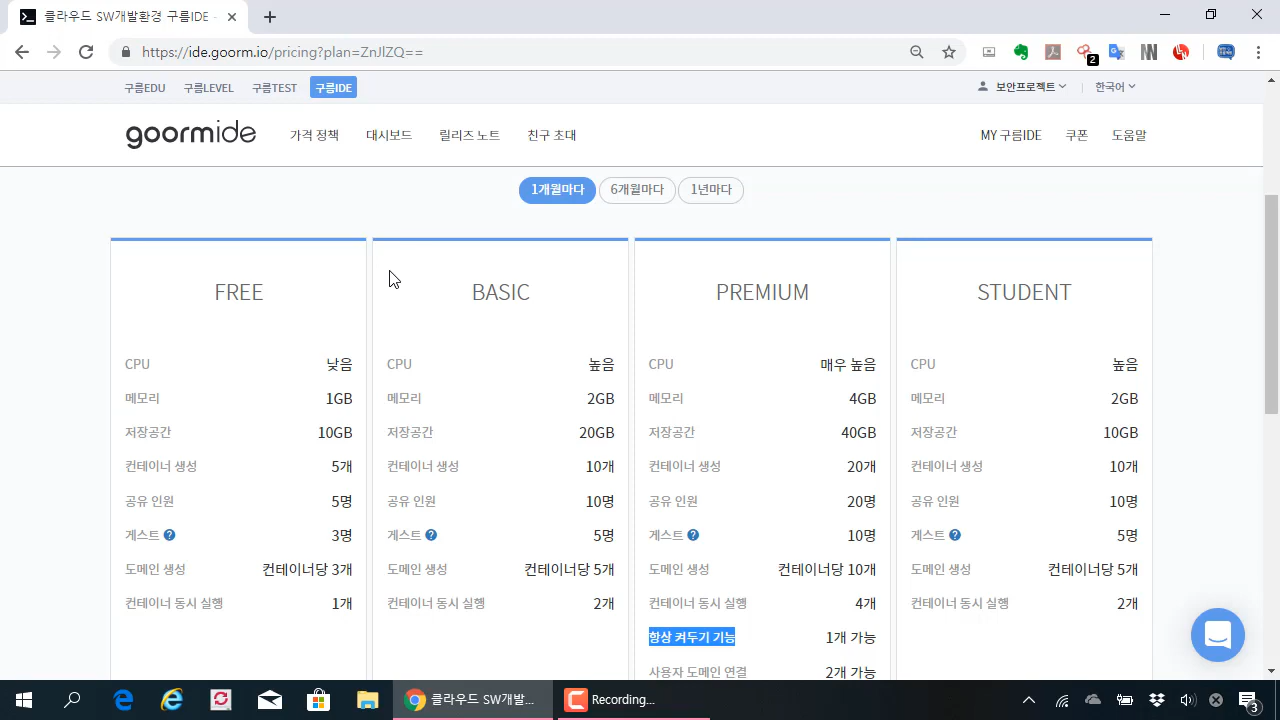 클라우드 SW개발환경 구름IDE -
https://ide.goorm.io/pricing?plan=ZnJlZQ==
2
구름EDU 구름LEVEL 구름TEST 구름IDE 보안프로젝트 한국어
goormide 가격 정책 대시보드 릴리즈 노트 친구 초대 MY 구름IDE 쿠폰 도움말
1개월마다 6개월마다 1년마다
FREE BASIC PREMIUM STUDENT
CPU 낮음 CPU 높음 CPU 매우 높음 CPU 높음
메모리 1GB 메모리 2GB 메모리 4GB 메모리 2GB
저장공간 10GB 저장공간 20GB 저장공간 40GB 저장공간 10GB
컨테이너 생성 5개 컨테이너 생성 10개 컨테이너 생성 20개 컨테이너 생성 10개
공유 인원 5명 공유 인원 10명 공유 인원 20명 공유 인원 10명
게스트 ? 3명 게스트 ? 5명 게스트 ? 10명 게스트 ? 5명
도메인 생성 컨테이너당 3개 도메인 생성 컨테이너당 5개 도메인 생성 컨테이너당 10개 도메인 생성 컨테이너당 5개
컨테이너 동시 실행 1개 컨테이너 동시 실행 2개 컨테이너 동시 실행 4개 컨테이너 동시 실행 2개
항상 켜두기 기능 1개 가능
사용자 도메인 연결 2개 가능
클라우드 SW개발... Recording... 3